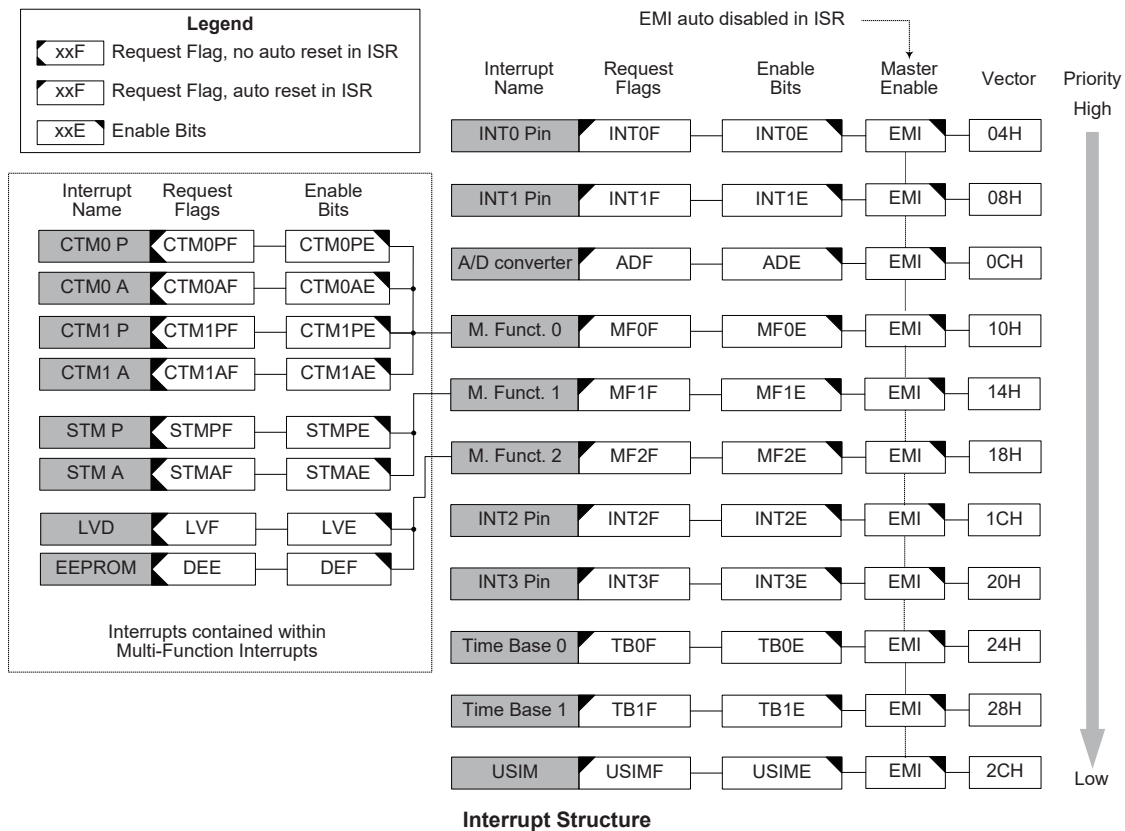 Legend
xxF Request Flag, no auto reset in ISR
xxF Request Flag, auto reset in ISR
xxE Enable Bits
EMI auto disabled in ISR
Interrupt Name Request Flags Enable Bits Master Enable Vector Priority
High
INT0 Pin INT0F INT0E EMI 04H
INT1 Pin INT1F INT1E EMI 08H
A/D converter ADF ADE EMI 0CH
M. Funct. 0 MF0F MF0E EMI 10H
M. Funct. 1 MF1F MF1E EMI 14H
M. Funct. 2 MF2F MF2E EMI 18H
INT2 Pin INT2F INT2E EMI 1CH
INT3 Pin INT3F INT3E EMI 20H
Time Base 0 TB0F TB0E EMI 24H
Time Base 1 TB1F TB1E EMI 28H
USIM USIMF USIME EMI 2CH
Low
Interrupt Name Request Flags Enable Bits
CTM0 P CTM0PF CTM0PE
CTM0 A CTM0AF CTM0AE
CTM1 P CTM1PF CTM1PE
CTM1 A CTM1AF CTM1AE
STM P STMPF STMPE
STM A STMAF STMAE
LVD LVF LVE
EEPROM DEE DEF
Interrupts contained within
Multi-Function Interrupts
Interrupt Structure